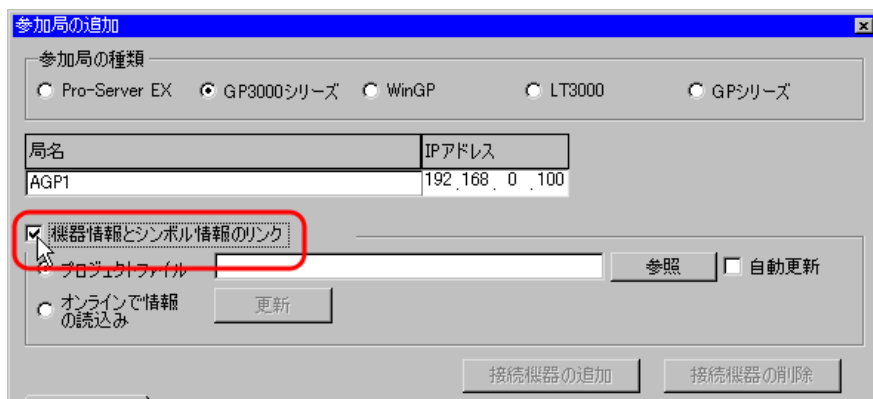 参加局の追加
参加局の種類
Pro-Server EX GP3000シリーズ WinGP LT3000 GPシリーズ
局名 IPアドレス
AGP1 192.168.0.100
機器情報とシンボル情報のリンク
プロジェクトファイル 参照 自動更新
オンラインで情報 更新
の読込み
接続機器の追加 接続機器の削除